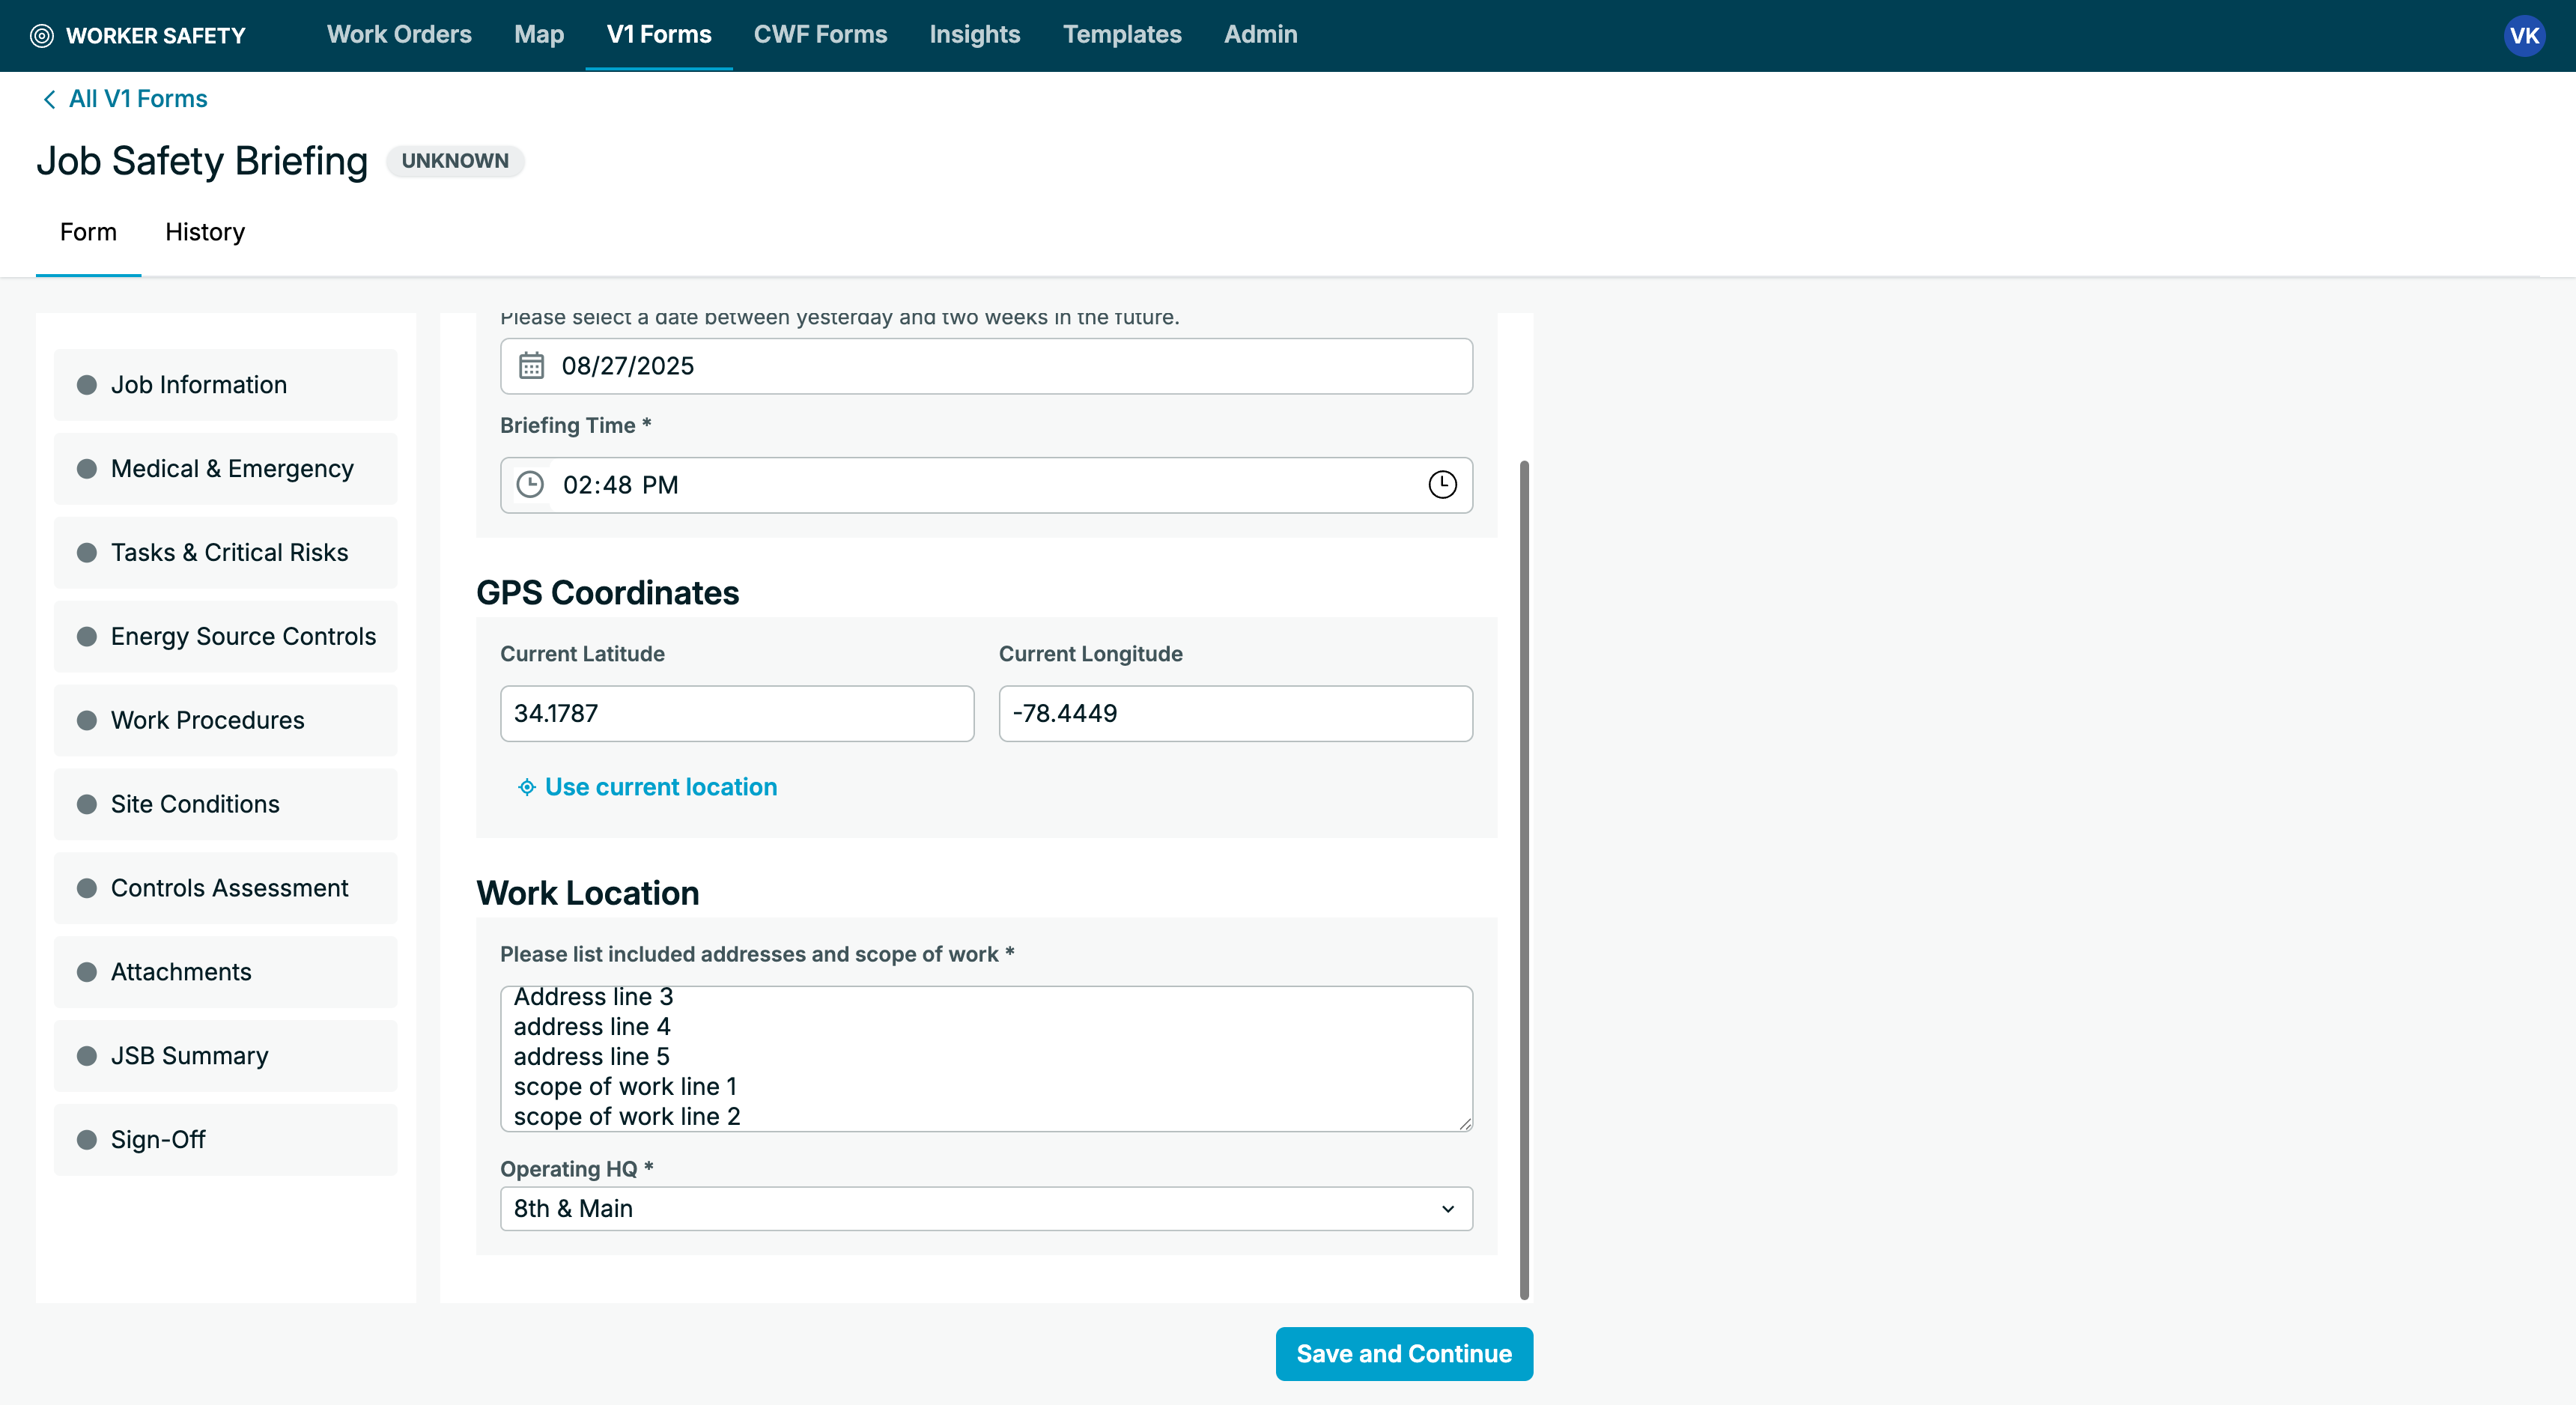 WORKER SAFETY
Work Orders
Map
V1 Forms
CWF Forms
Insights
Templates
Admin
VK
All V1 Forms
Job Safety Briefing
UNKNOWN
Form
History
Job Information
Medical & Emergency
Tasks & Critical Risks
Energy Source Controls
Work Procedures
Site Conditions
Controls Assessment
Attachments
JSB Summary
Sign-Off
Please select a date between yesterday and two weeks in the future.
08/27/2025
Briefing Time *
02:48 PM
GPS Coordinates
Current Latitude
Current Longitude
34.1787
-78.4449
Use current location
Work Location
Please list included addresses and scope of work *
Address line 3
address line 4
address line 5
scope of work line 1
scope of work line 2
Operating HQ *
8th & Main
Save and Continue